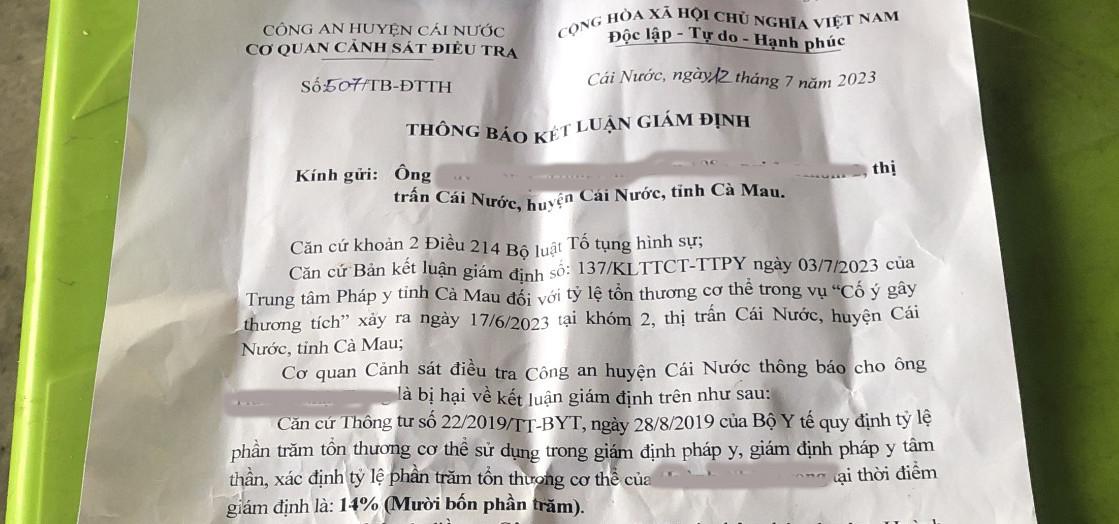 CÔNG AN HUYỆN CÁI NƯỚC
CƠ QUAN CẢNH SÁT ĐIỀU TRA
Số:507/TB-ĐTTH
CỘNG HÒA XÃ HỘI CHỦ NGHĨA VIỆT NAM
Độc lập - Tự do - Hạnh phúc
Cái Nước, ngày 12 tháng 7 năm 2023
THÔNG BÁO KẾT LUẬN GIÁM ĐỊNH
Kính gửi: Ông , thị
trấn Cái Nước, huyện Cái Nước, tỉnh Cà Mau.
Căn cứ khoản 2 Điều 214 Bộ luật Tố tụng hình sự;
Căn cứ Bản kết luận giám định số: 137/KLTTCT-TTPY ngày 03/7/2023 của
Trung tâm Pháp y tỉnh Cà Mau đối với tỷ lệ tổn thương cơ thể trong vụ “Cố ý gây
thương tích” xảy ra ngày 17/6/2023 tại khóm 2, thị trấn Cái Nước, huyện Cái
Nước, tỉnh Cà Mau;
Cơ quan Cảnh sát điều tra Công an huyện Cái Nước thông báo cho ông
là bị hại về kết luận giám định trên như sau:
Căn cứ Thông tư số 22/2019/TT-BYT, ngày 28/8/2019 của Bộ Y tế quy định tỷ lệ
phần trăm tổn thương cơ thể sử dụng trong giám định pháp y, giám định pháp y tâm
thần, xác định tỷ lệ phần trăm tổn thương cơ thể của tại thời điểm
giám định là: 14% (Mười bốn phần trăm).